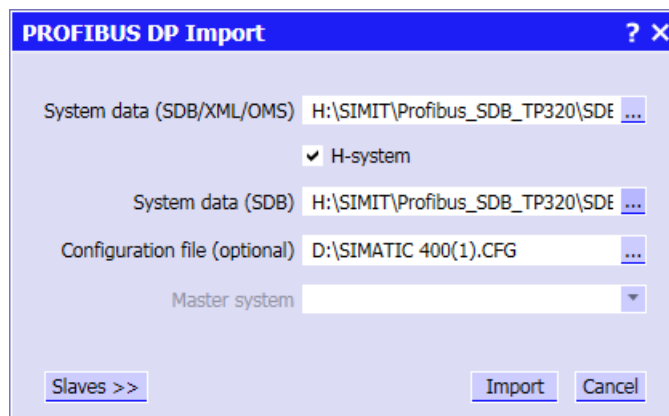 PROFIBUS DP Import ? ×
System data (SDB/XML/OMS) H:\SIMIT\Profibus_SDB_TP320\SDE ...
H-system
System data (SDB) H:\SIMIT\Profibus_SDB_TP320\SDE ...
Configuration file (optional) D:\SIMATIC 400(1).CFG ...
Master system
Slaves >> Import Cancel